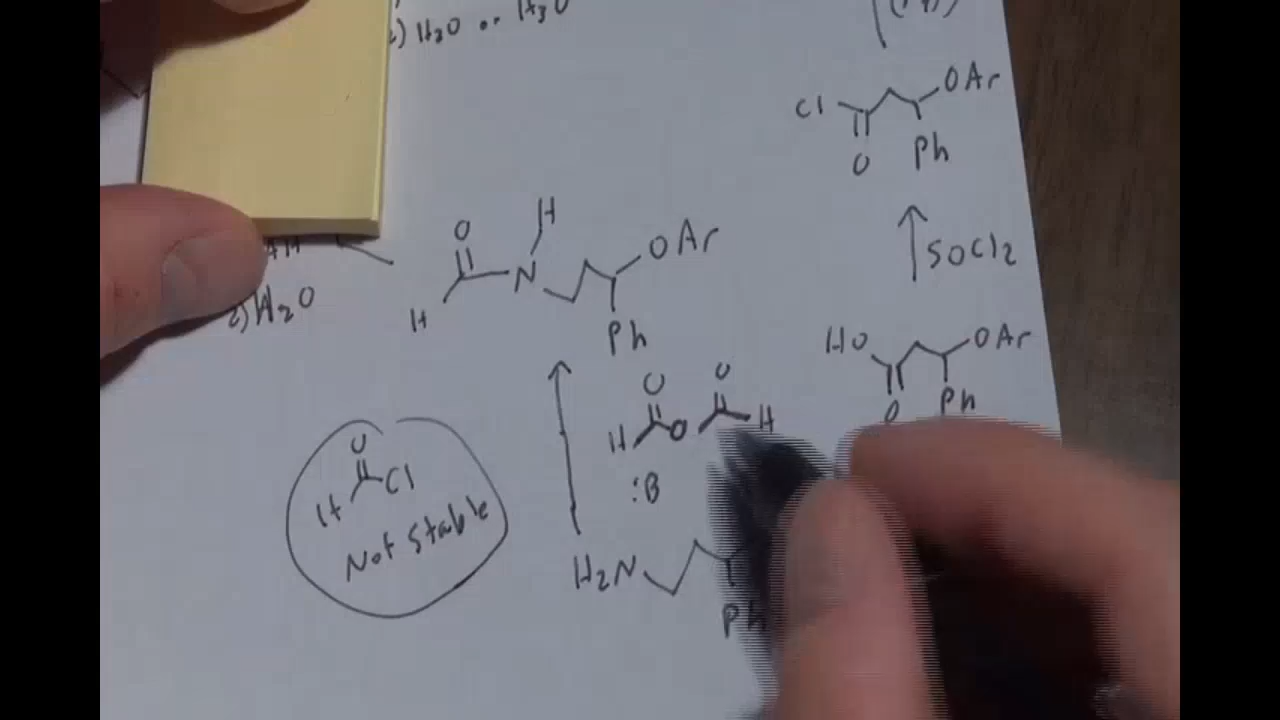 2) H2O or H3O
Cl
OAr
O
Ph
H
O
N
OAr
H
Ph
2) H2O
SOCl2
HO
OAr
O
Ph
O
O
H
O
H
:B
O
H
Cl
Not Stable
H2N
Ph